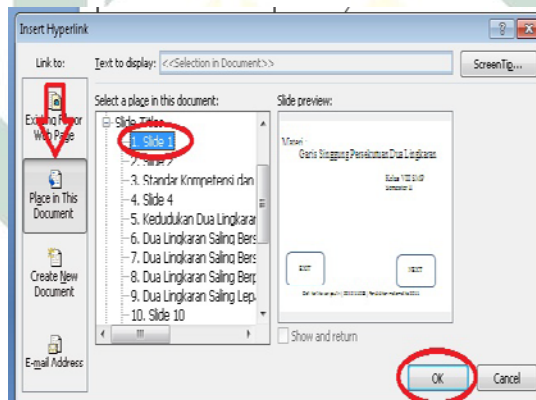 Insert Hyperlink
Link to:
Text to display: <<Selection in Document>>
ScreenTip...
Select a place in this document:
Slide preview:
Existing File or
Web Page
Place in This
Document
Create New
Document
E-mail Address
Slide Titles
1. Slide 1
2. Slide 2
3. Standar Kompetensi dan
4. Slide 4
5. Kedudukan Dua Lingkaran
6. Dua Lingkaran Saling Bers
7. Dua Lingkaran Saling Bers
8. Dua Lingkaran Saling Berp
9. Dua Lingkaran Saling Lep
10. Slide 10
Materi :
Garis Singgung Persekutuan Dua Lingkaran
Kelas VIII SMP
Semester II
EXIT
NEXT
Show and return
OK
Cancel